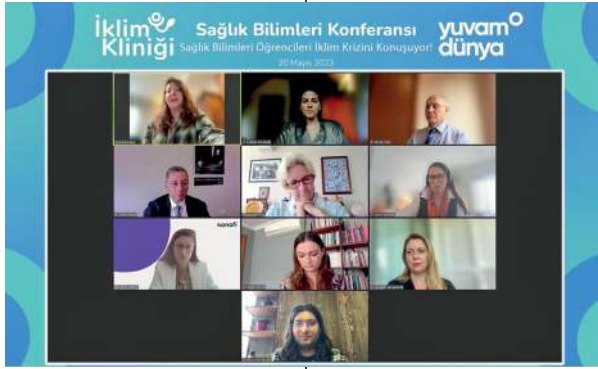 İklim
Kliniği
Sağlık Bilimleri Konferansı
Sağlık Bilimleri Öğrencileri İklim Krizini Konuşuyor!
20 Mayıs 2023
yuvam
dünya
sanofi